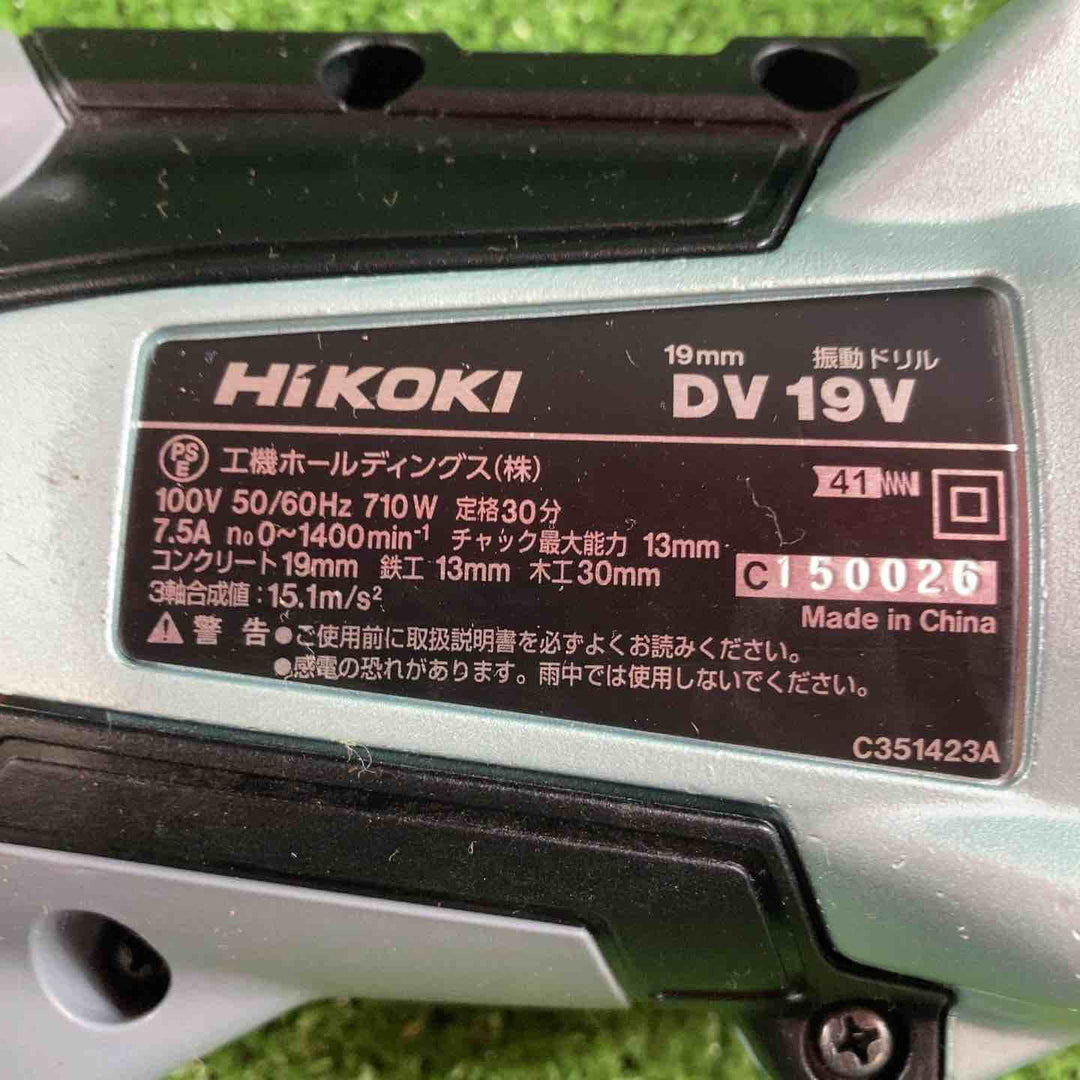 HiKOKI
19mm 振動ドリル
DV 19V
PSE 工機ホールディングス(株)
41
100V 50/60Hz 710W 定格30分
7.5A n₀ 0~1400min⁻¹ チャック最大能力 13mm
コンクリート19mm 鉄工 13mm 木工30mm
C150026
3軸合成値:15.1m/s²
Made in China
警告 ●ご使用前に取扱説明書を必ずよくお読みください。
●感電の恐れがあります。雨中では使用しないでください。
C351423A